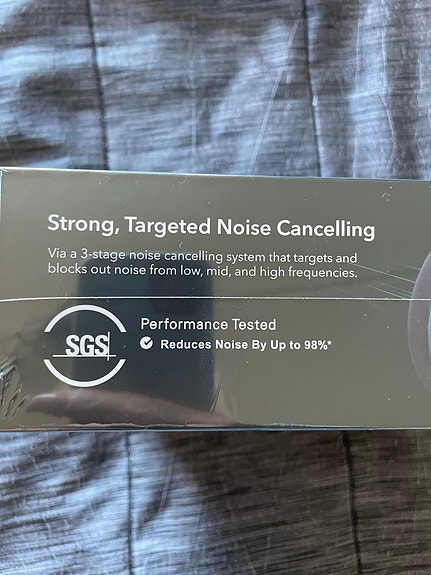 Strong, Targeted Noise Cancelling
Via a 3-stage noise cancelling system that targets and
blocks out noise from low, mid, and high frequencies.
SGS
Performance Tested
Reduces Noise By Up to 98%*